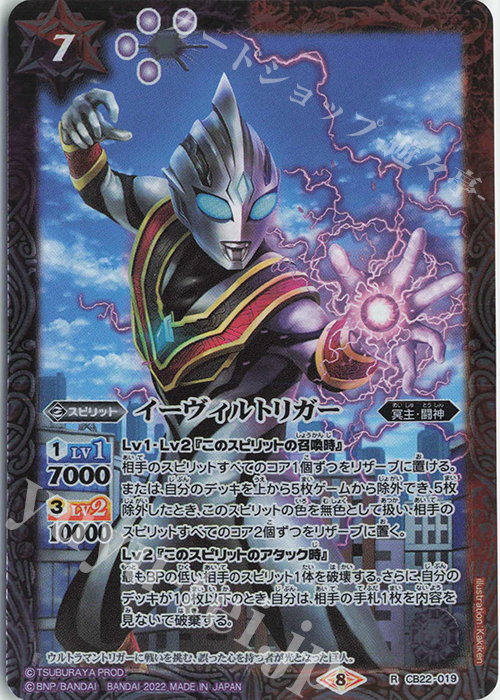 7
スピリット
イーヴィルトリガー
めいしゅ とうしん
冥主・闘神
1 LV1
7000
3 LV2
10000
Lv1・Lv2『このスピリットの召喚時』
相手のスピリットすべてのコア1個ずつをリザーブに置ける。
または、自分のデッキを上から5枚ゲームから除外でき、5枚
除外したとき、このスピリットの色を無色として扱い、相手の
スピリットすべてのコア2個ずつをリザーブに置く。
Lv2『このスピリットのアタック時』
最もBPの低い相手のスピリット1体を破壊する。さらに、自分の
デッキが10枚以下のとき、自分は、相手の手札1枚を内容を
見ないで破棄する。
ウルトラマントリガーに戦いを挑む、誤った心を持つ者が光となった巨人。
©TSUBURAYA PROD.
©BNP/BANDAI BANDAI 2022 MADE IN JAPAN
8
R CB22-019
illustration:Kakiken